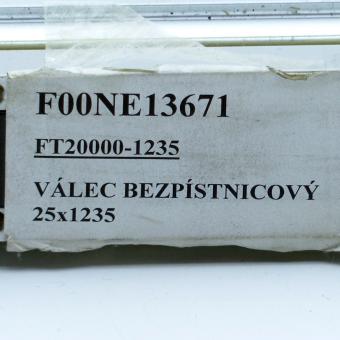 F00NE13671
FT20000-1235
VÁLEC BEZPÍSTNICOVÝ
25x1235